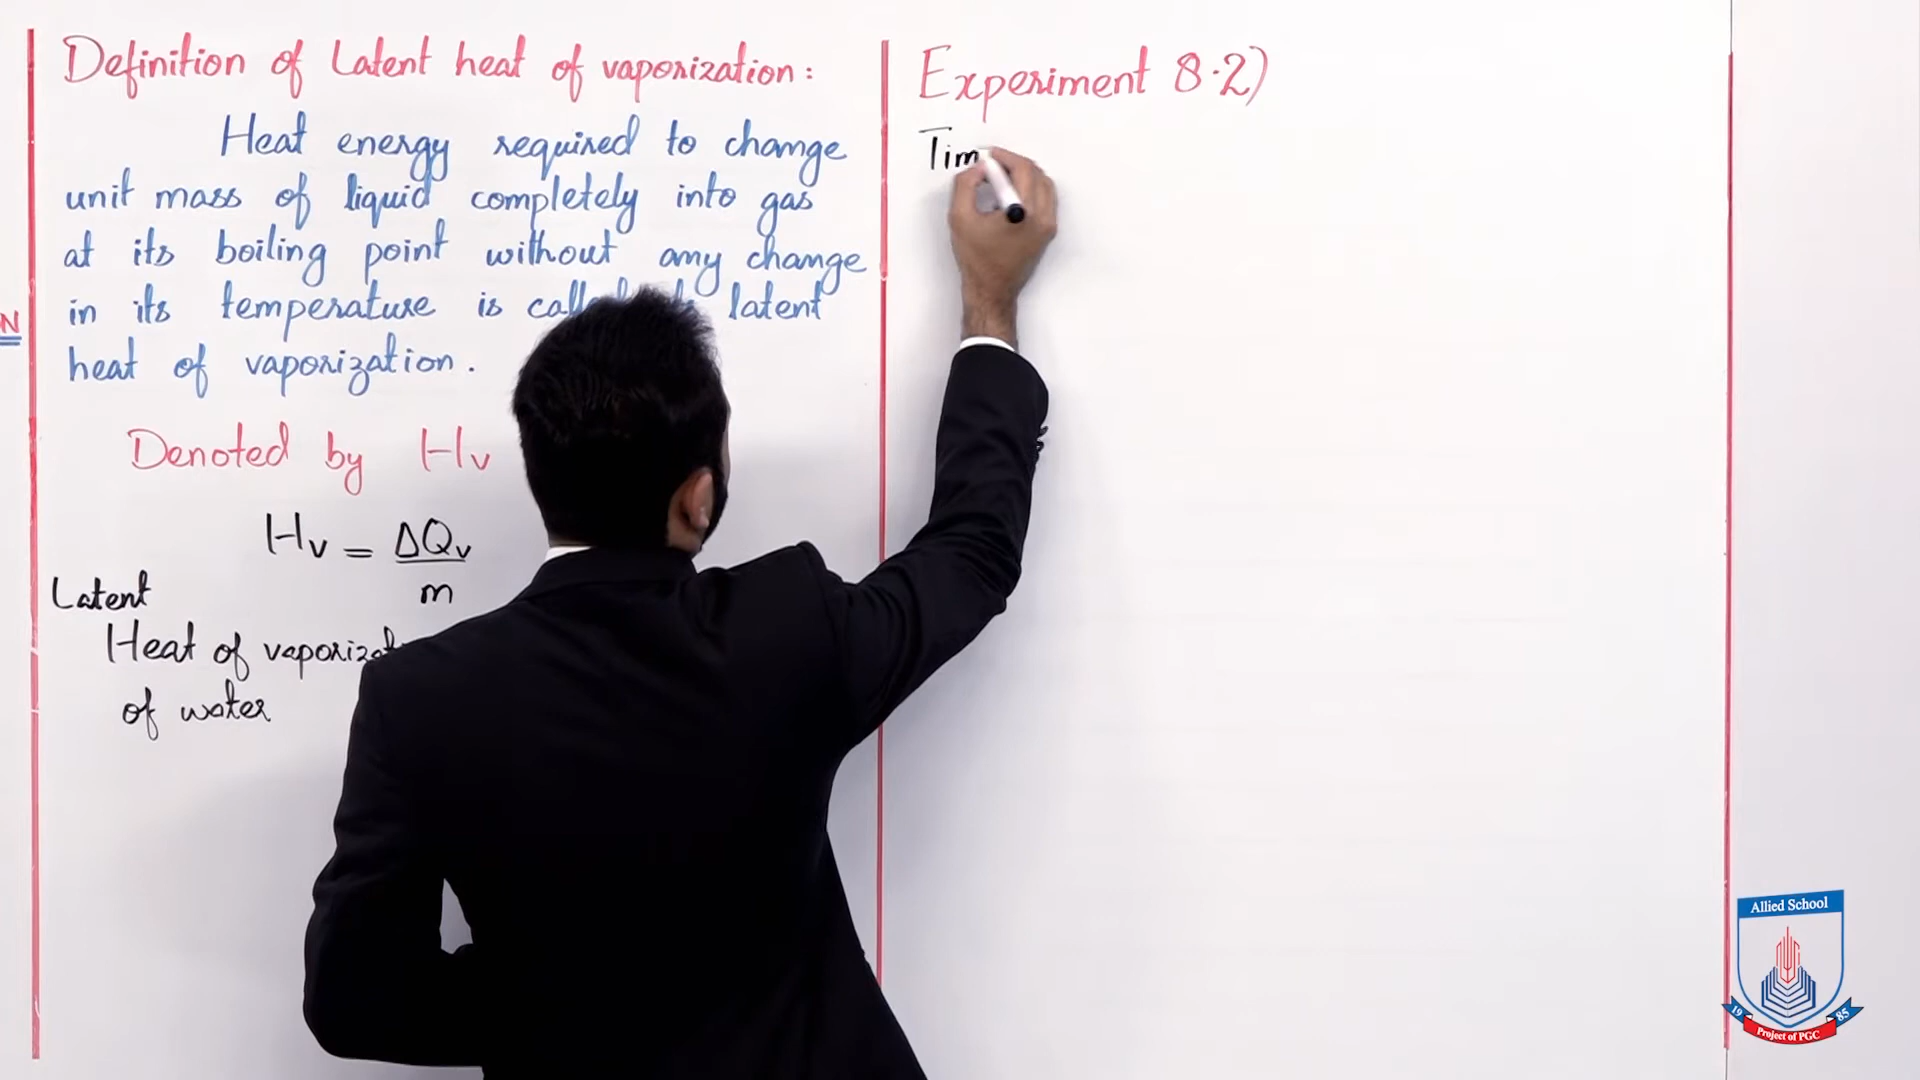 Definition of Latent heat of vaporization:
Heat energy required to change
unit mass of liquid completely into gas
at its boiling point without any change
in its temperature is latent
heat of vaporization.
Denoted by Hv
Hv = ΔQv
m
Latent
Heat of
of water
N
Experiment 8.2)
Tim
Allied School
19 85
Project of PGC